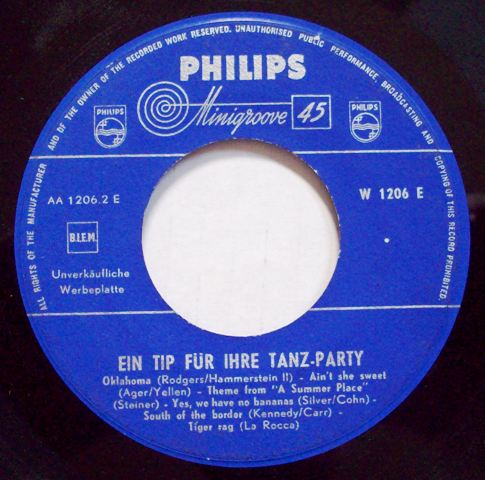 ALL RIGHTS OF THE MANUFACTURER AND OF THE OWNER OF THE RECORDED WORK RESERVED. UNAUTHORISED PUBLIC PERFORMANCE, BROADCASTING AND COPYING OF THIS RECORD PROHIBITED.
PHILIPS
Minigroove 45
PHILIPS
PHILIPS
AA 1206.2 E
W 1206 E
B.I.E.M.
Unverkäufliche
Werbeplatte
EIN TIP FÜR IHRE TANZ-PARTY
Oklahoma (Rodgers/Hammerstein II) - Ain't she sweet
(Ager/Yellen) - Theme from "A Summer Place"
(Steiner) - Yes, we have no bananas (Silver/Cohn) -
South of the border (Kennedy/Carr) -
Tiger rag (La Rocca)